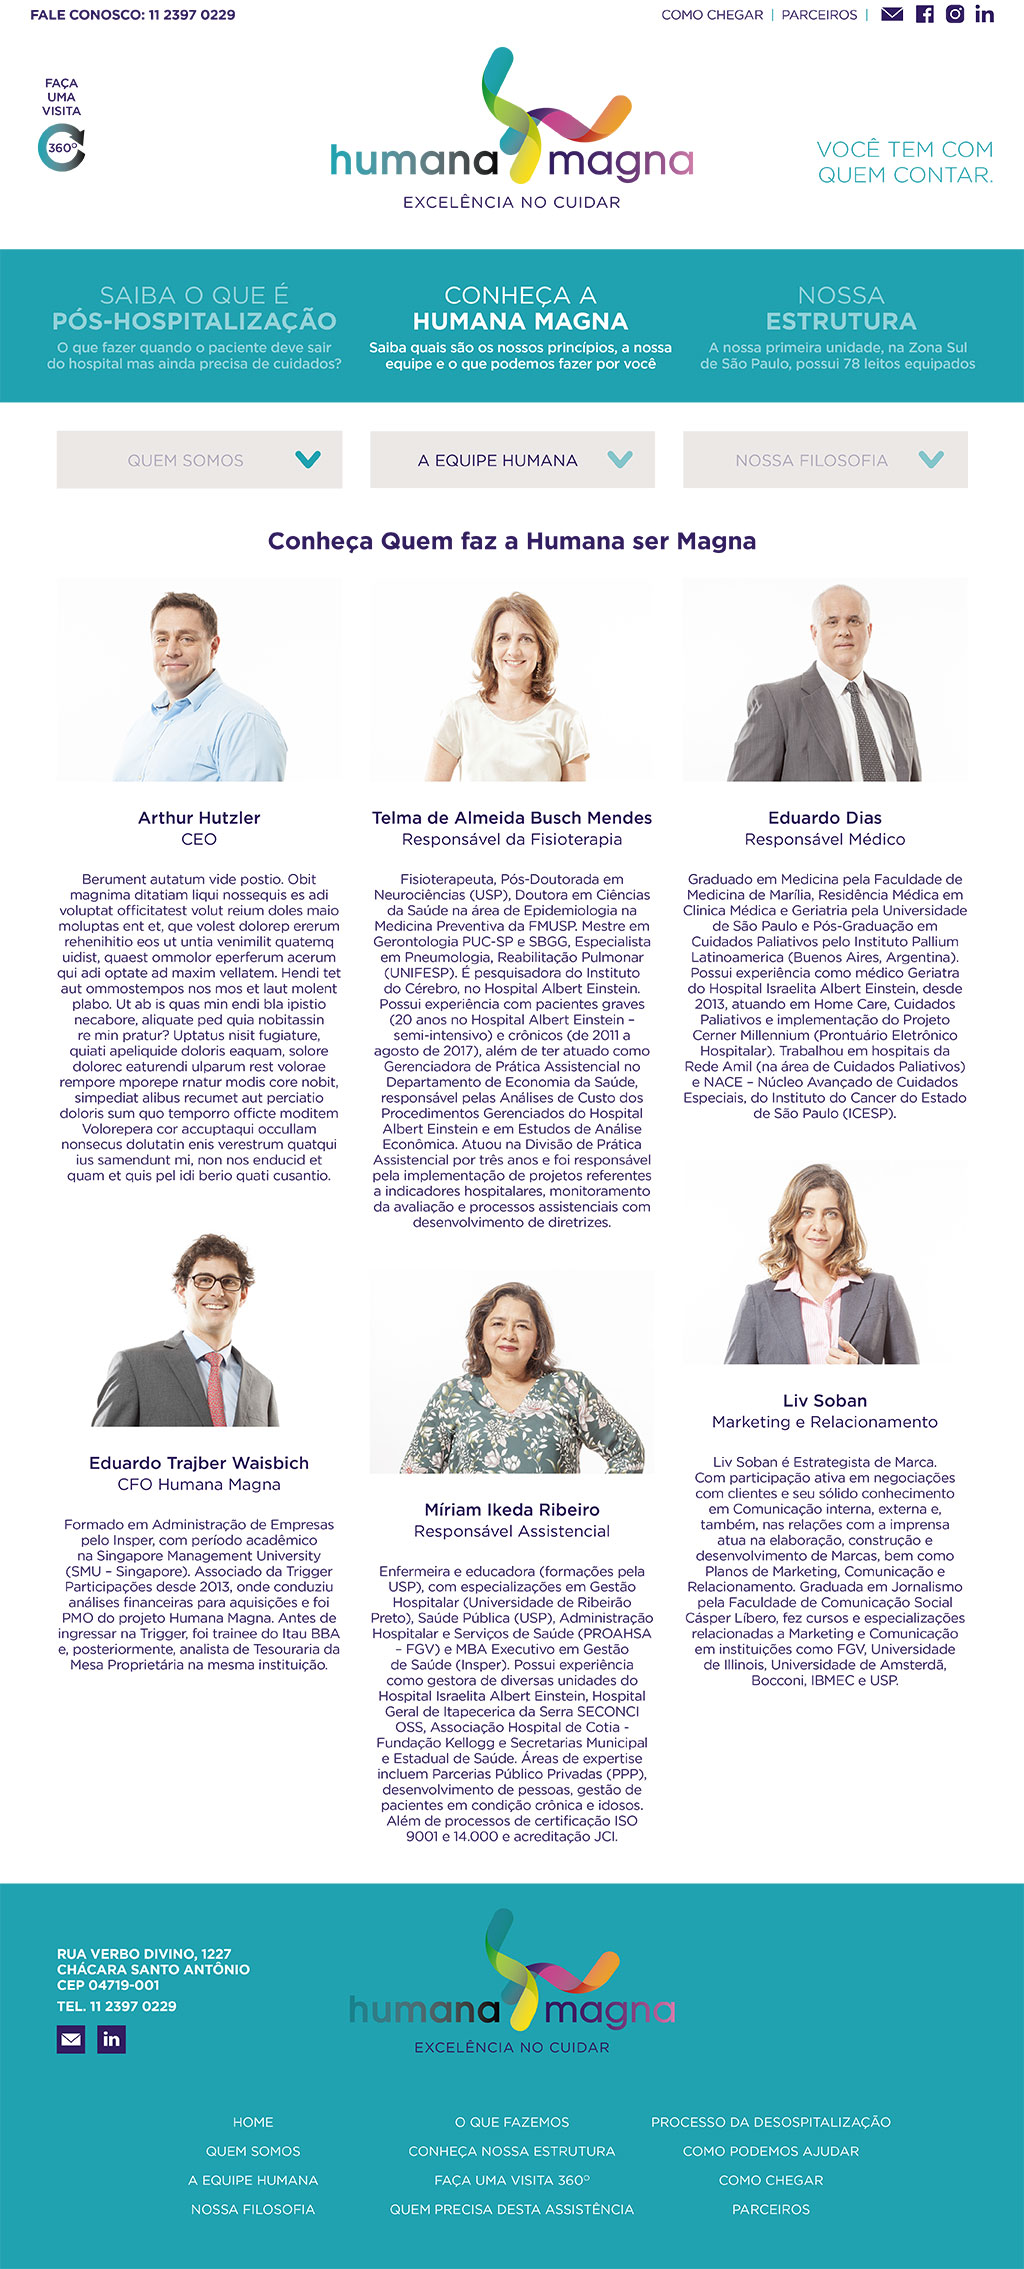 FALE CONOSCO: 11 2397 0229
COMO CHEGAR | PARCEIROS |
FAÇA
UMA
VISITA
360º
humana magna
EXCELÊNCIA NO CUIDAR
VOCÊ TEM COM
QUEM CONTAR.
SAIBA O QUE É
PÓS-HOSPITALIZAÇÃO
O que fazer quando o paciente deve sair
do hospital mas ainda precisa de cuidados?
CONHEÇA A
HUMANA MAGNA
Saiba quais são os nossos princípios, a nossa
equipe e o que podemos fazer por você
NOSSA
ESTRUTURA
A nossa primeira unidade, na Zona Sul
de São Paulo, possui 78 leitos equipados
QUEM SOMOS
A EQUIPE HUMANA
NOSSA FILOSOFIA
Conheça Quem faz a Humana ser Magna
Arthur Hutzler
CEO
Berument autatum vide postio. Obit
magnima ditatiam liqui nossequis es adi
voluptat officitatest volut reium doles maio
moluptas ent et, que volest dolorep ererum
rehenihitio eos ut untia venimilit quatemq
uidist, quaest ommolor eperferum acerum
qui adi optate ad maxim vellatem. Hendi tet
aut ommostempos nos mos et laut molent
plabo. Ut ab is quas min endi bla ipistio
necabore, aliquate ped quia nobitassin
re min pratur? Uptatus nisit fugiature,
quiati apeliquide doloris eaquam, solore
dolorec eaturendi ulparum rest volorae
rempore mporepe rnatur modis core nobit,
simpediat alibus recumet aut perciatio
doloris sum quo temporro officte moditem
Volorepera cor accuptaqui occullam
nonsecus dolutatin enis verestrum quatqui
ius samendunt mi, non nos enducid et
quam et quis pel idi berio quati cusantio.
Telma de Almeida Busch Mendes
Responsável da Fisioterapia
Fisioterapeuta, Pós-Doutorada em
Neurociências (USP), Doutora em Ciências
da Saúde na área de Epidemiologia na
Medicina Preventiva da FMUSP. Mestre em
Gerontologia PUC-SP e SBGG, Especialista
em Pneumologia, Reabilitação Pulmonar
(UNIFESP). É pesquisadora do Instituto
do Cérebro, no Hospital Albert Einstein.
Possui experiência com pacientes graves
(20 anos no Hospital Albert Einstein –
semi-intensivo) e crônicos (de 2011 a
agosto de 2017), além de ter atuado como
Gerenciadora de Prática Assistencial no
Departamento de Economia da Saúde,
responsável pelas Análises de Custo dos
Procedimentos Gerenciados do Hospital
Albert Einstein e em Estudos de Análise
Econômica. Atuou na Divisão de Prática
Assistencial por três anos e foi responsável
pela implementação de projetos referentes
a indicadores hospitalares, monitoramento
da avaliação e processos assistenciais com
desenvolvimento de diretrizes.
Eduardo Dias
Responsável Médico
Graduado em Medicina pela Faculdade de
Medicina de Marília, Residência Médica em
Clinica Médica e Geriatria pela Universidade
de São Paulo e Pós-Graduação em
Cuidados Paliativos pelo Instituto Pallium
Latinoamerica (Buenos Aires, Argentina).
Possui experiência como médico Geriatra
do Hospital Israelita Albert Einstein, desde
2013, atuando em Home Care, Cuidados
Paliativos e implementação do Projeto
Cerner Millennium (Prontuário Eletrônico
Hospitalar). Trabalhou em hospitais da
Rede Amil (na área de Cuidados Paliativos)
e NACE – Núcleo Avançado de Cuidados
Especiais, do Instituto do Cancer do Estado
de São Paulo (ICESP).
Eduardo Trajber Waisbich
CFO Humana Magna
Formado em Administração de Empresas
pelo Insper, com período acadêmico
na Singapore Management University
(SMU – Singapore). Associado da Trigger
Participações desde 2013, onde conduziu
análises financeiras para aquisições e foi
PMO do projeto Humana Magna. Antes de
ingressar na Trigger, foi trainee do Itau BBA
e, posteriormente, analista de Tesouraria da
Mesa Proprietária na mesma instituição.
Míriam Ikeda Ribeiro
Responsável Assistencial
Enfermeira e educadora (formações pela
USP), com especializações em Gestão
Hospitalar (Universidade de Ribeirão
Preto), Saúde Pública (USP), Administração
Hospitalar e Serviços de Saúde (PROAHSA
– FGV) e MBA Executivo em Gestão
de Saúde (Insper). Possui experiência
como gestora de diversas unidades do
Hospital Israelita Albert Einstein, Hospital
Geral de Itapecerica da Serra SECONCI
OSS, Associação Hospital de Cotia -
Fundação Kellogg e Secretarias Municipal
e Estadual de Saúde. Áreas de expertise
incluem Parcerias Público Privadas (PPP),
desenvolvimento de pessoas, gestão de
pacientes em condição crônica e idosos.
Além de processos de certificação ISO
9001 e 14.000 e acreditação JCI.
Liv Soban
Marketing e Relacionamento
Liv Soban é Estrategista de Marca.
Com participação ativa em negociações
com clientes e seu sólido conhecimento
em Comunicação interna, externa e,
também, nas relações com a imprensa
atua na elaboração, construção e
desenvolvimento de Marcas, bem como
Planos de Marketing, Comunicação e
Relacionamento. Graduada em Jornalismo
pela Faculdade de Comunicação Social
Cásper Líbero, fez cursos e especializações
relacionadas a Marketing e Comunicação
em instituições como FGV, Universidade
de Illinois, Universidade de Amsterdã,
Bocconi, IBMEC e USP.
RUA VERBO DIVINO, 1227
CHÁCARA SANTO ANTÔNIO
CEP 04719-001
TEL. 11 2397 0229
humana magna
EXCELÊNCIA NO CUIDAR
HOME
QUEM SOMOS
A EQUIPE HUMANA
NOSSA FILOSOFIA
O QUE FAZEMOS
CONHEÇA NOSSA ESTRUTURA
FAÇA UMA VISITA 360º
QUEM PRECISA DESTA ASSISTÊNCIA
PROCESSO DA DESOSPITALIZAÇÃO
COMO PODEMOS AJUDAR
COMO CHEGAR
PARCEIROS